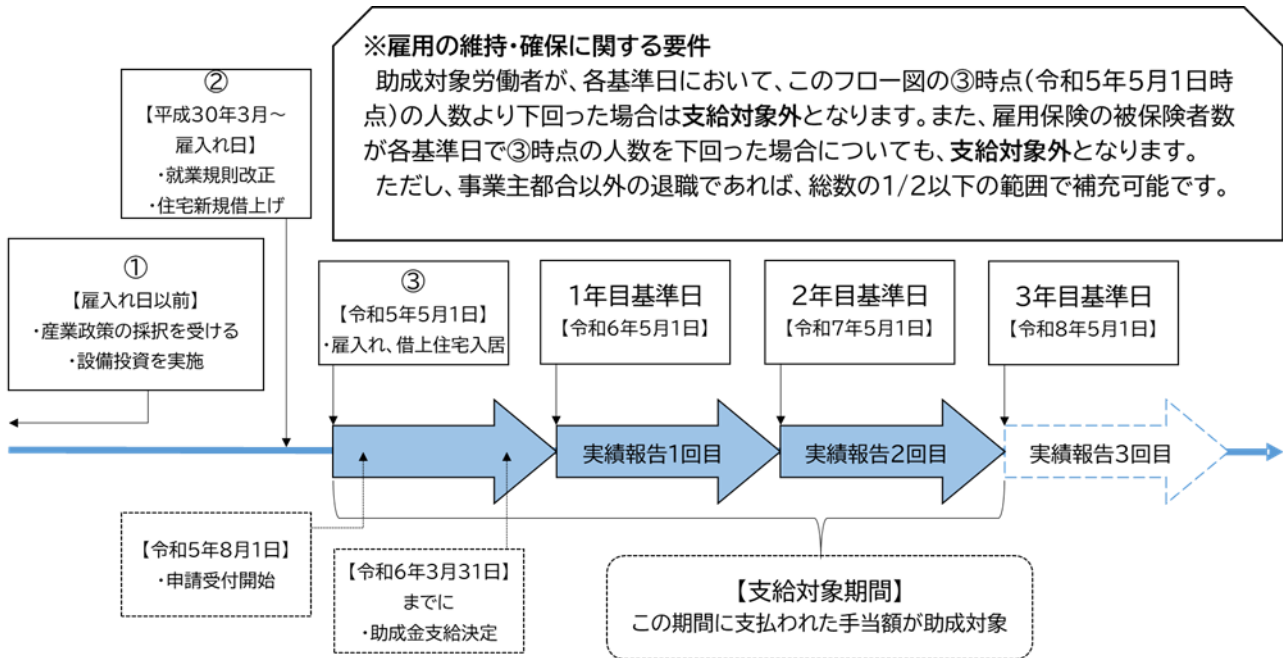 ※雇用の維持・確保に関する要件
助成対象労働者が、各基準日において、このフロー図の③時点(令和5年5月1日時
点)の人数より下回った場合は支給対象外となります。また、雇用保険の被保険者数
が各基準日で③時点の人数を下回った場合についても、支給対象外となります。
ただし、事業主都合以外の退職であれば、総数の1/2以下の範囲で補充可能です。
②
【平成30年3月～
雇入れ日】
・就業規則改正
・住宅新規借上げ
①
【雇入れ日以前】
・産業政策の採択を受ける
・設備投資を実施
③
【令和5年5月1日】
・雇入れ、借上住宅入居
1年目基準日
【令和6年5月1日】
2年目基準日
【令和7年5月1日】
3年目基準日
【令和8年5月1日】
実績報告1回目
実績報告2回目
実績報告3回目
【令和5年8月1日】
・申請受付開始
【令和6年3月31日】
までに
・助成金支給決定
【支給対象期間】
この期間に支払われた手当額が助成対象